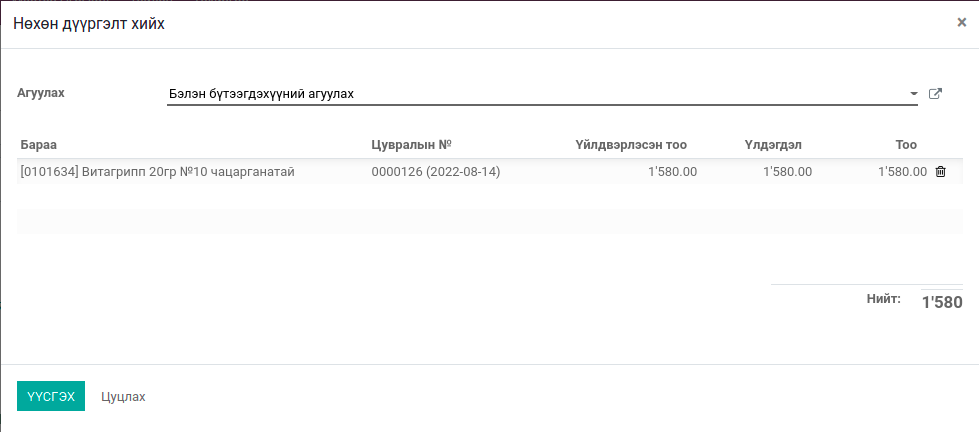 Нөхөн дүүргэлт хийх ×
Агуулах Бэлэн бүтээгдэхүүний агуулах
Бараа Цувралын № Үйлдвэрлэсэн тоо Үлдэгдэл Тоо
[0101634] Витагрипп 20гр №10 чацарганатай 0000126 (2022-08-14) 1'580.00 1'580.00 1'580.00
Нийт: 1'580
ҮҮСГЭХ Цуцлах